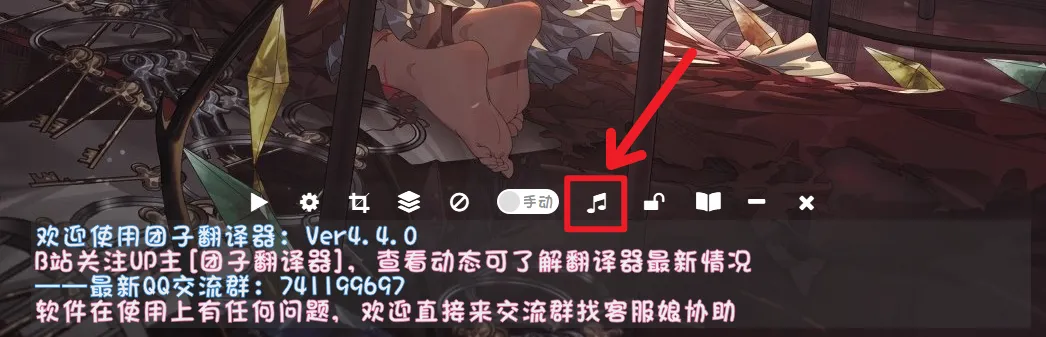 手动
欢迎使用团子翻译器：Ver4.4.0
B站关注UP主[团子翻译器]，查看动态可了解翻译器最新情况
——最新QQ交流群：741199697
软件在使用上有任何问题，欢迎直接来交流群找客服娘协助